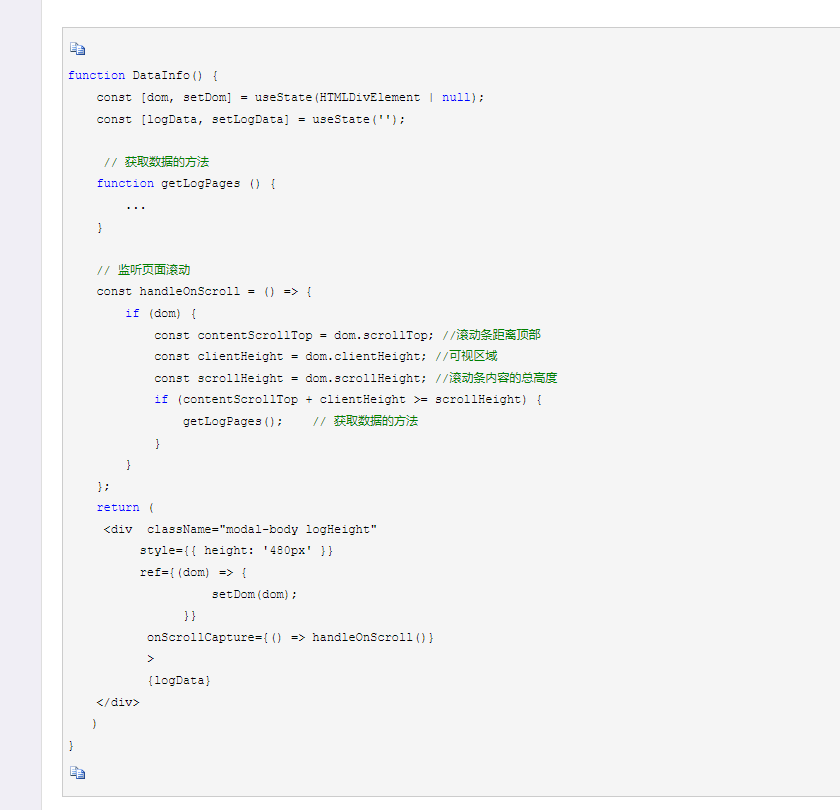 function DataInfo() {
    const [dom, setDom] = useState(HTMLDivElement | null);
    const [logData, setLogData] = useState('');

     // 获取数据的方法
    function getLogPages () {
        ...
    }

    // 监听页面滚动
    const handleOnScroll = () => {
        if (dom) {
            const contentScrollTop = dom.scrollTop; //滚动条距离顶部
            const clientHeight = dom.clientHeight; //可视区域
            const scrollHeight = dom.scrollHeight; //滚动条内容的总高度
            if (contentScrollTop + clientHeight >= scrollHeight) {
                getLogPages();    // 获取数据的方法
            }
        }
    };
    return (
     <div  className="modal-body logHeight"
          style={{ height: '480px' }}
          ref={(dom) => {
                    setDom(dom);
                }}
           onScrollCapture={() => handleOnScroll()}
           >
           {logData}
    </div>
   )
}